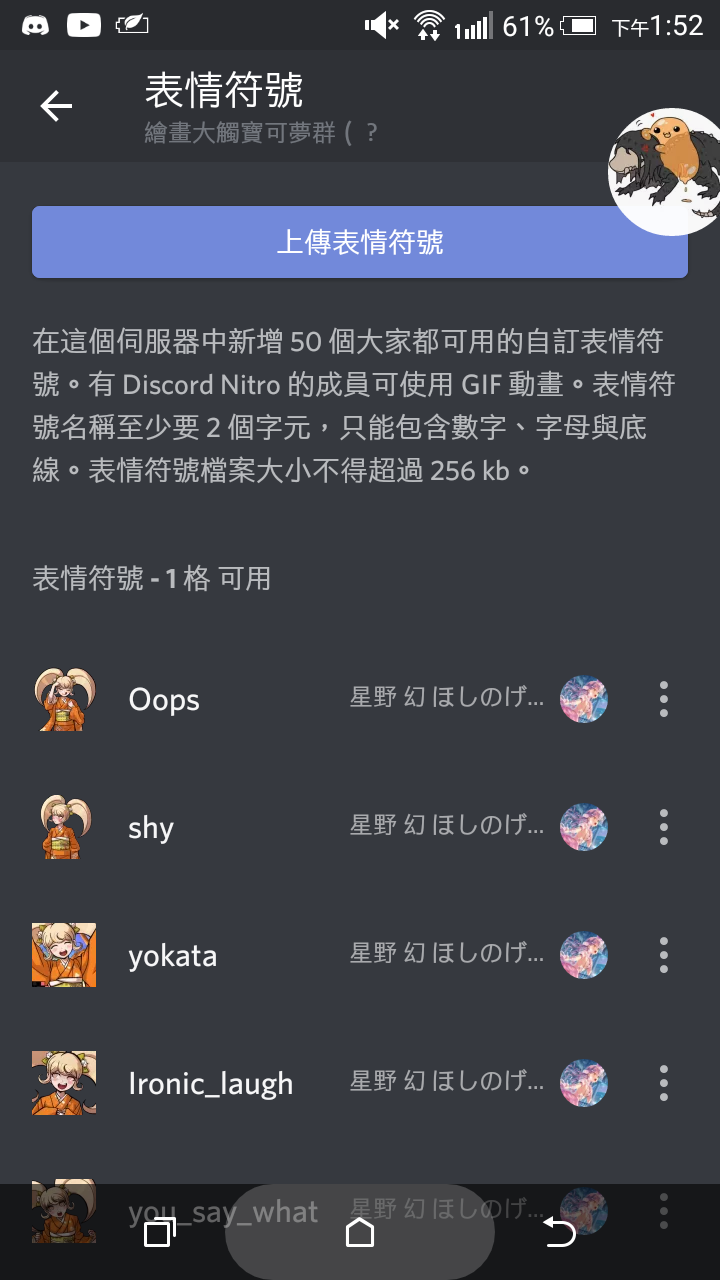 61% 下午1:52
表情符號
繪畫大觸寶可夢群 ( ?
上傳表情符號
在這個伺服器中新增 50 個大家都可用的自訂表情符
號。有 Discord Nitro 的成員可使用 GIF 動畫。表情符
號名稱至少要 2 個字元，只能包含數字、字母與底
線。表情符號檔案大小不得超過 256 kb。
表情符號 - 1 格 可用
Oops 星野 幻 ほしのげ...
shy 星野 幻 ほしのげ...
yokata 星野 幻 ほしのげ...
Ironic_laugh 星野 幻 ほしのげ...
you_say_what 星野 幻 ほしのげ...